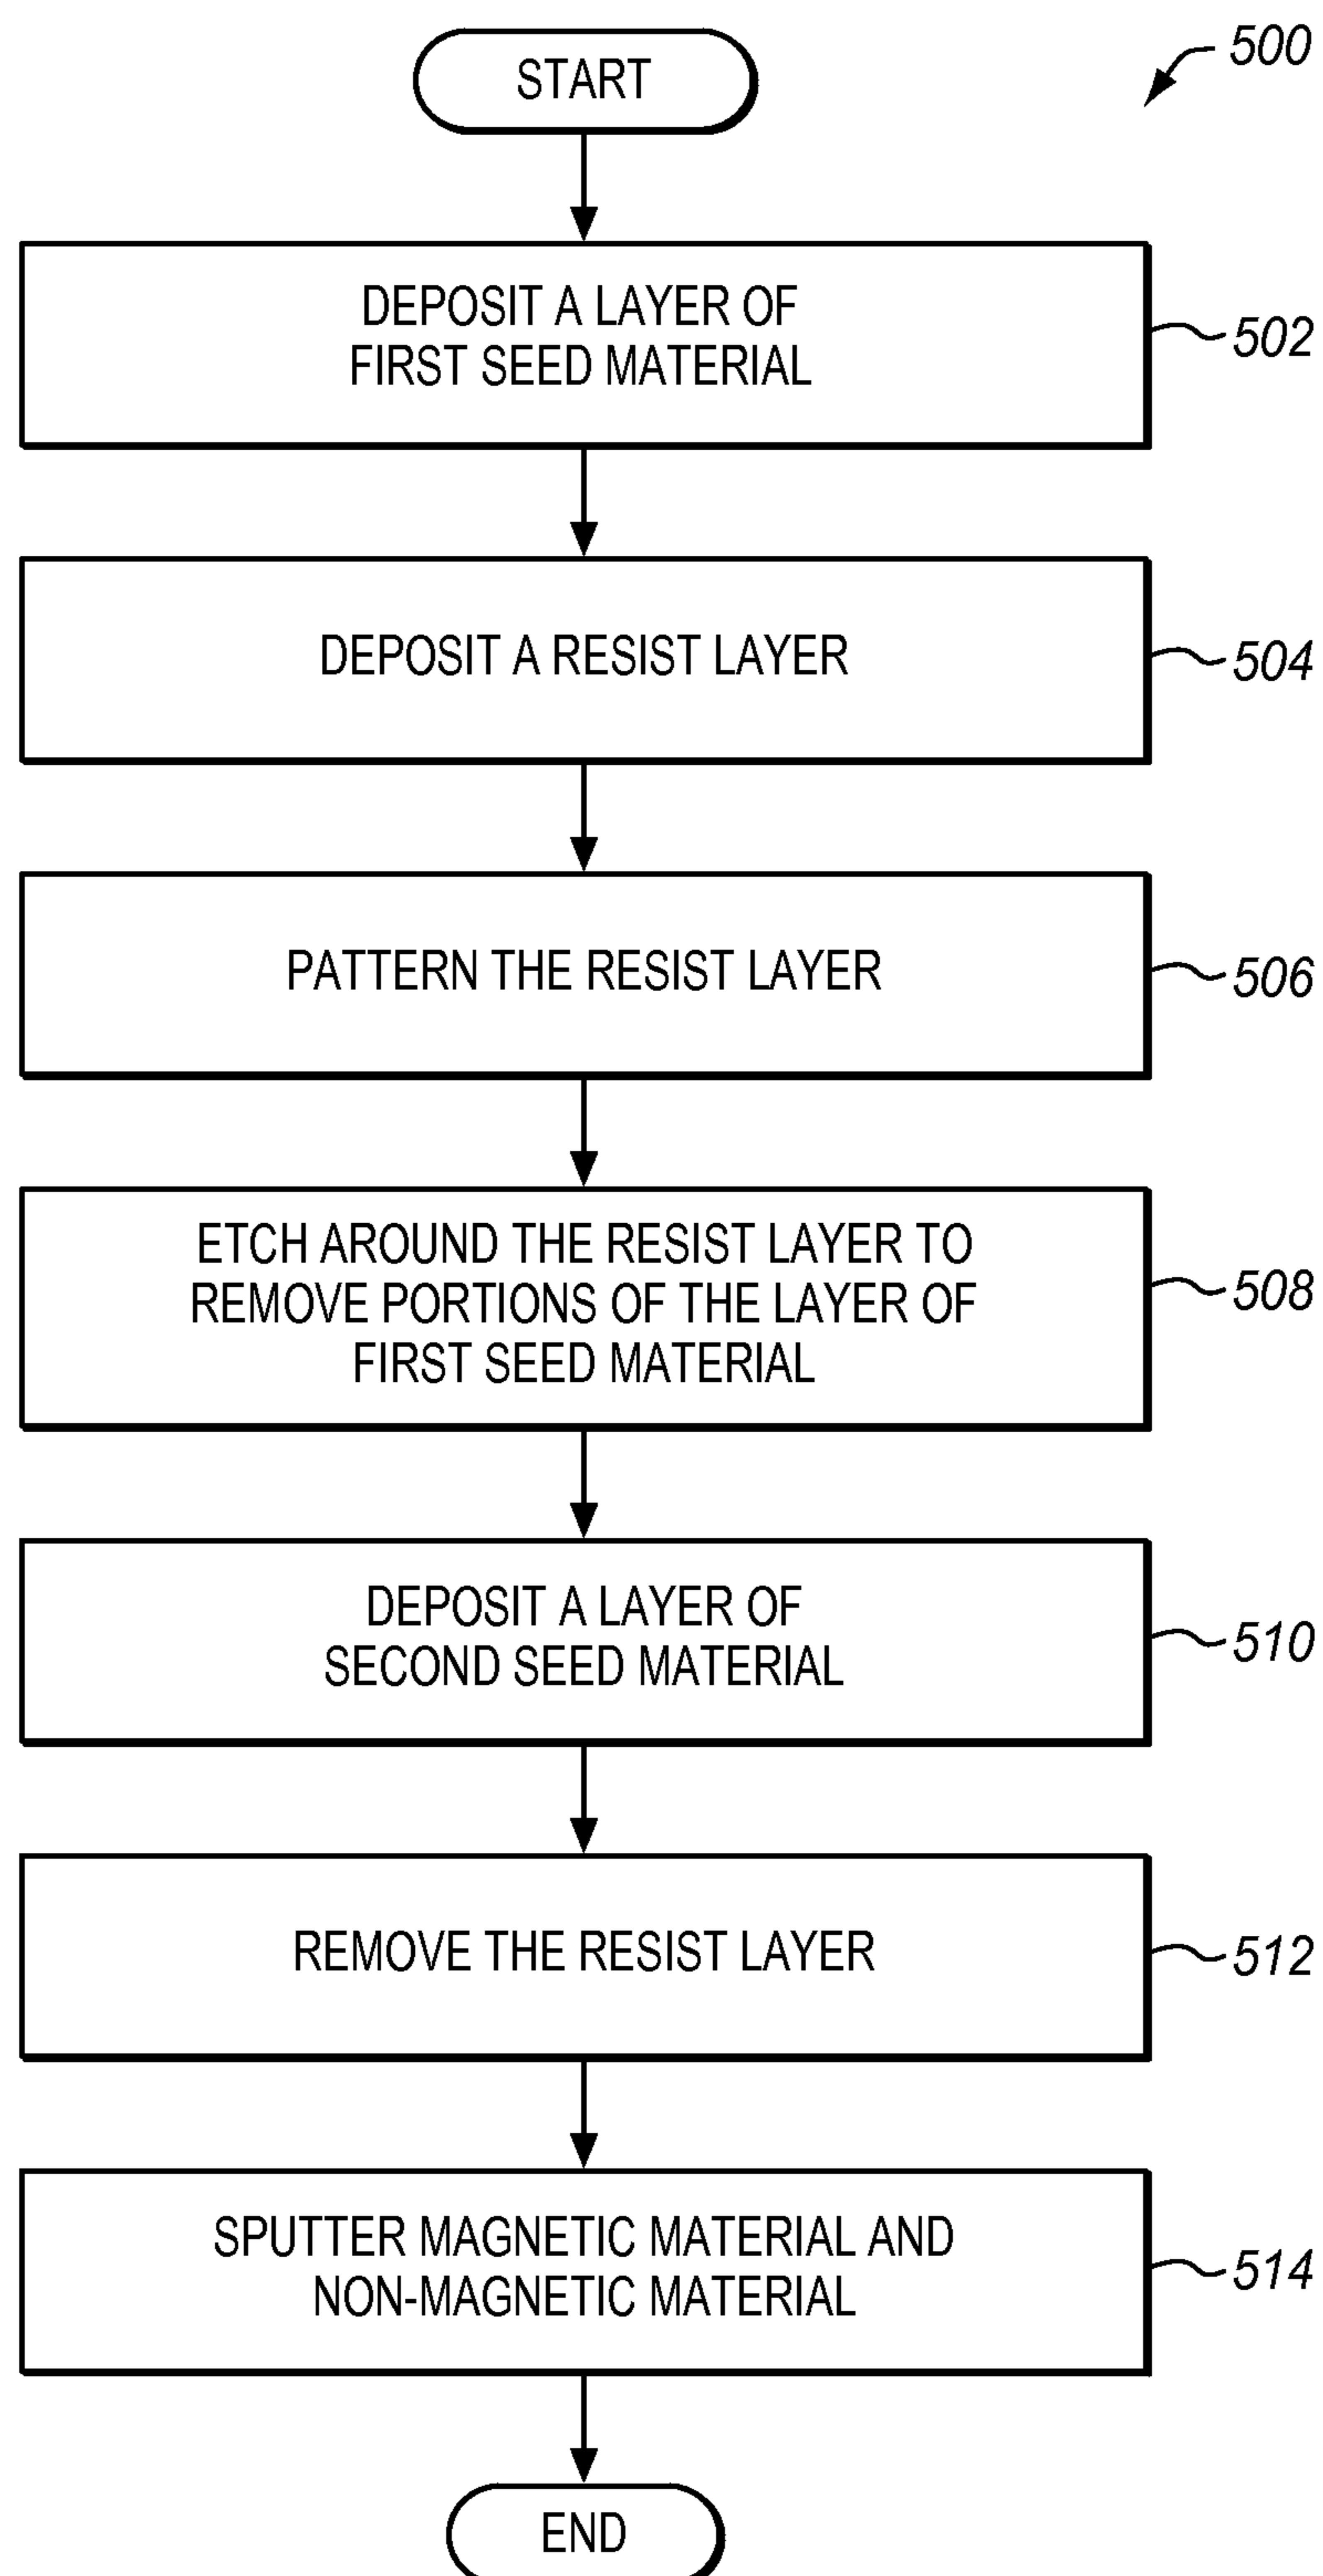 START
500
DEPOSIT A LAYER OF
FIRST SEED MATERIAL
502
DEPOSIT A RESIST LAYER
504
PATTERN THE RESIST LAYER
506
ETCH AROUND THE RESIST LAYER TO
REMOVE PORTIONS OF THE LAYER OF
FIRST SEED MATERIAL
508
DEPOSIT A LAYER OF
SECOND SEED MATERIAL
510
REMOVE THE RESIST LAYER
512
SPUTTER MAGNETIC MATERIAL AND
NON-MAGNETIC MATERIAL
514
END